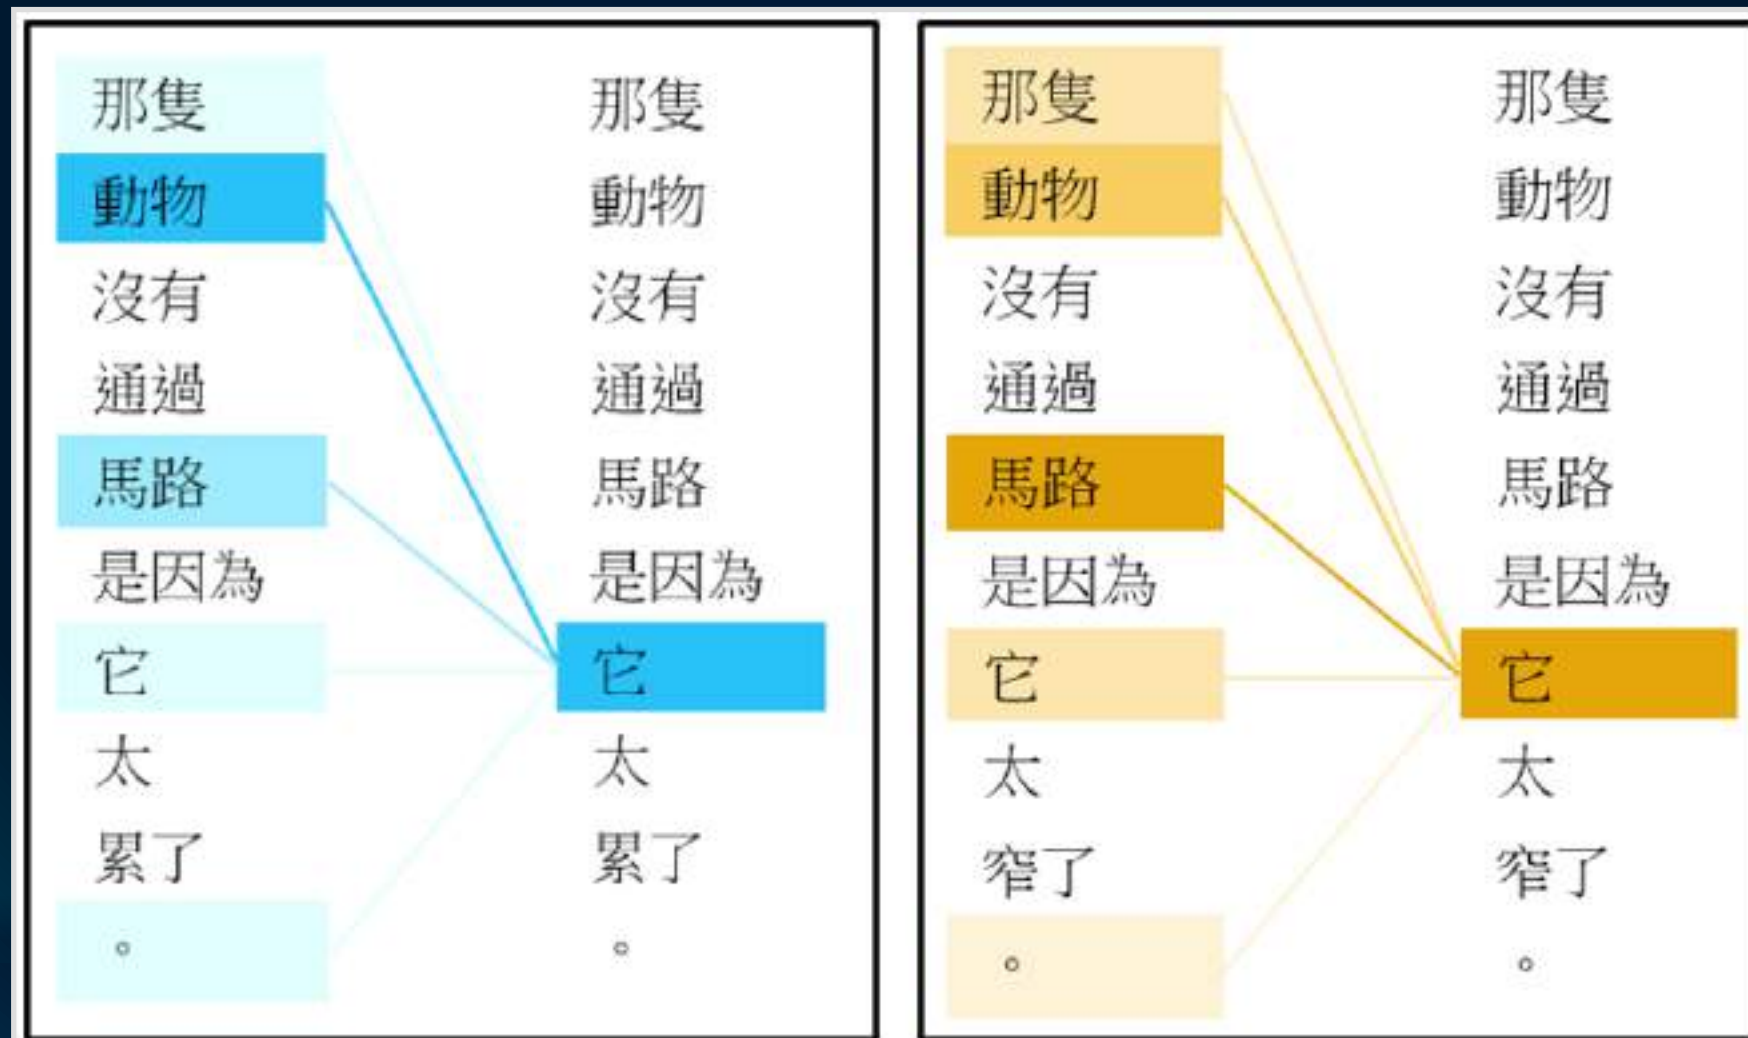 那隻
動物
沒有
通過
馬路
是因為
它
太
累了
。
那隻
動物
沒有
通過
馬路
是因為
它
太
累了
。
那隻
動物
沒有
通過
馬路
是因為
它
太
窄了
。
那隻
動物
沒有
通過
馬路
是因為
它
太
窄了
。